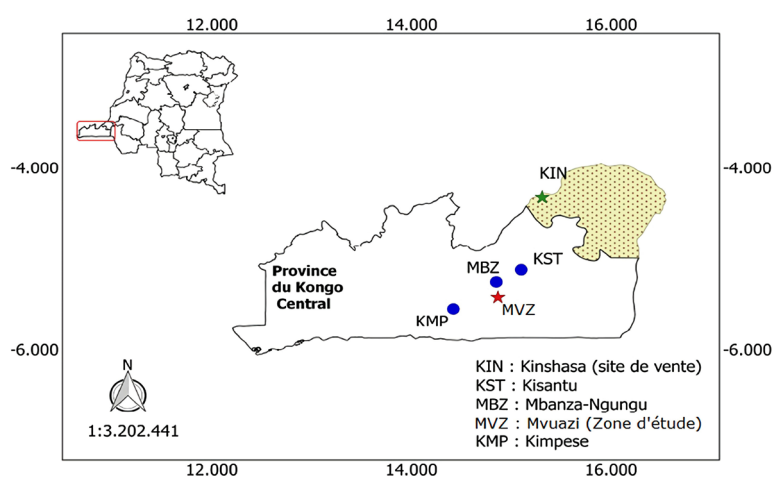 12.000 14.000 16.000
-4.000 -4.000
KIN
KST
MBZ
Province
du Kongo
Central
MVZ
KMP
-6.000 -6.000
N
KIN : Kinshasa (site de vente)
KST : Kisantu
MBZ : Mbanza-Ngungu
MVZ : Mvuazi (Zone d'étude)
KMP : Kimpese
1:3.202.441
12.000 14.000 16.000